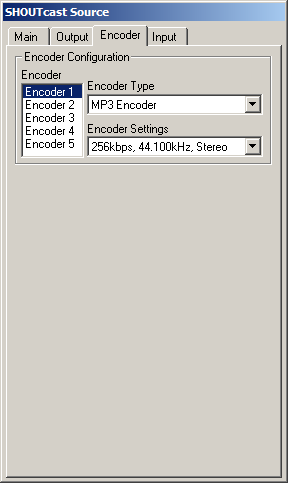 SHOUTcast Source
Main Output Encoder Input
Encoder Configuration
Encoder
Encoder 1
Encoder 2
Encoder 3
Encoder 4
Encoder 5
Encoder Type
MP3 Encoder
Encoder Settings
256kbps, 44.100kHz, Stereo